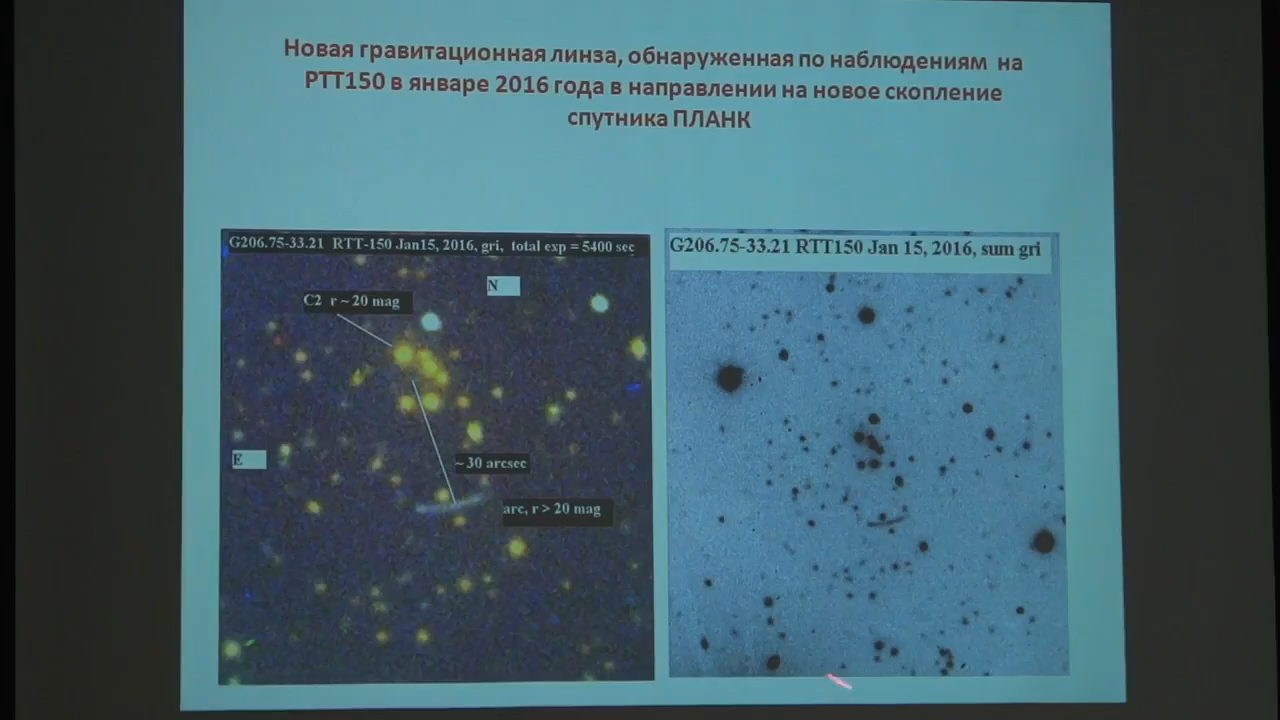 Новая гравитационная линза, обнаруженная по наблюдениям на
РТТ150 в январе 2016 года в направлении на новое скопление
спутника ПЛАНК
G206.75-33.21 RTT-150 Jan15, 2016, gri, total exp = 5400 sec
N
C2 r ~ 20 mag
E
~ 30 arcsec
arc, r > 20 mag
G206.75-33.21 RTT150 Jan 15, 2016, sum gri